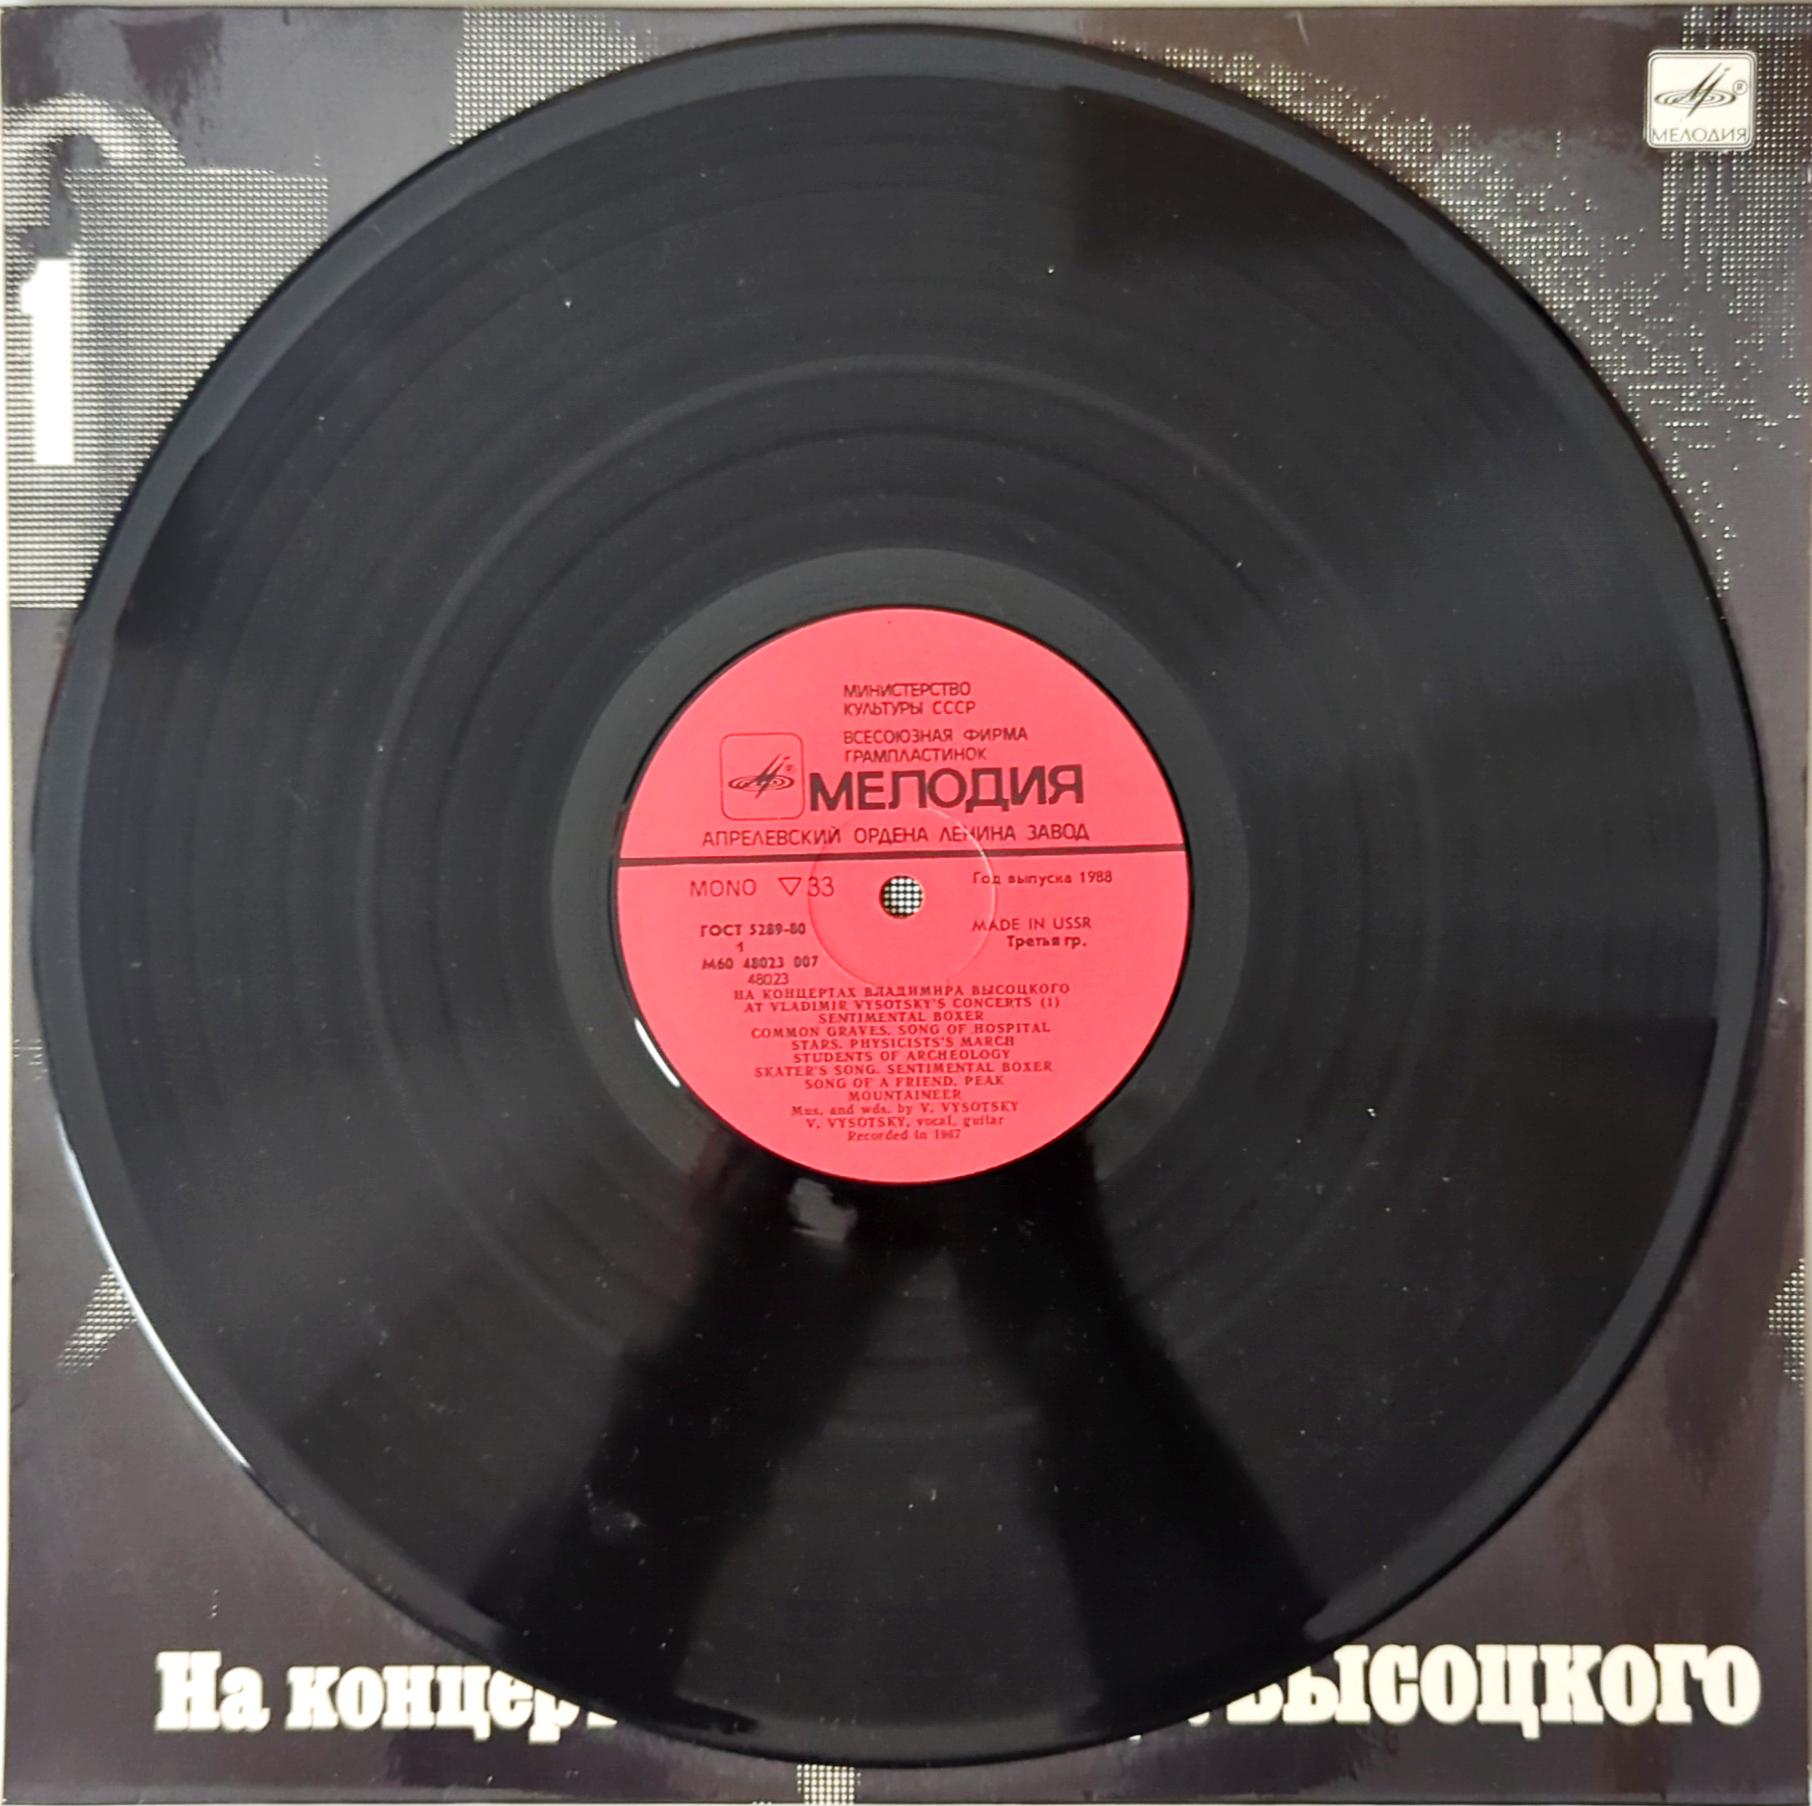 МЕЛОДИЯ
1
МИНИСТЕРСТВО
КУЛЬТУРЫ СССР
ВСЕСОЮЗНАЯ ФИРМА
ГРАМПЛАСТИНОК
МЕЛОДИЯ
АПРЕЛЕВСКИЙ ОРДЕНА ЛЕНИНА ЗАВОД
MONO ▽33
Год выпуска 1988
ГОСТ 5289-80
MADE IN USSR
1
Третья гр.
М60 48023 007
48023
НА КОНЦЕРТАХ ВЛАДИМИРА ВЫСОЦКОГО
AT VLADIMIR VYSOTSKY'S CONCERTS (1)
SENTIMENTAL BOXER
COMMON GRAVES. SONG OF HOSPITAL
STARS. PHYSICISTS'S MARCH
STUDENTS OF ARCHEOLOGY
SKATER'S SONG. SENTIMENTAL BOXER
SONG OF A FRIEND. PEAK
MOUNTAINEER
Mus. and wds. by V. VYSOTSKY
V. VYSOTSKY, vocal, guitar
Recorded in 1967
На концерт Высоцкого